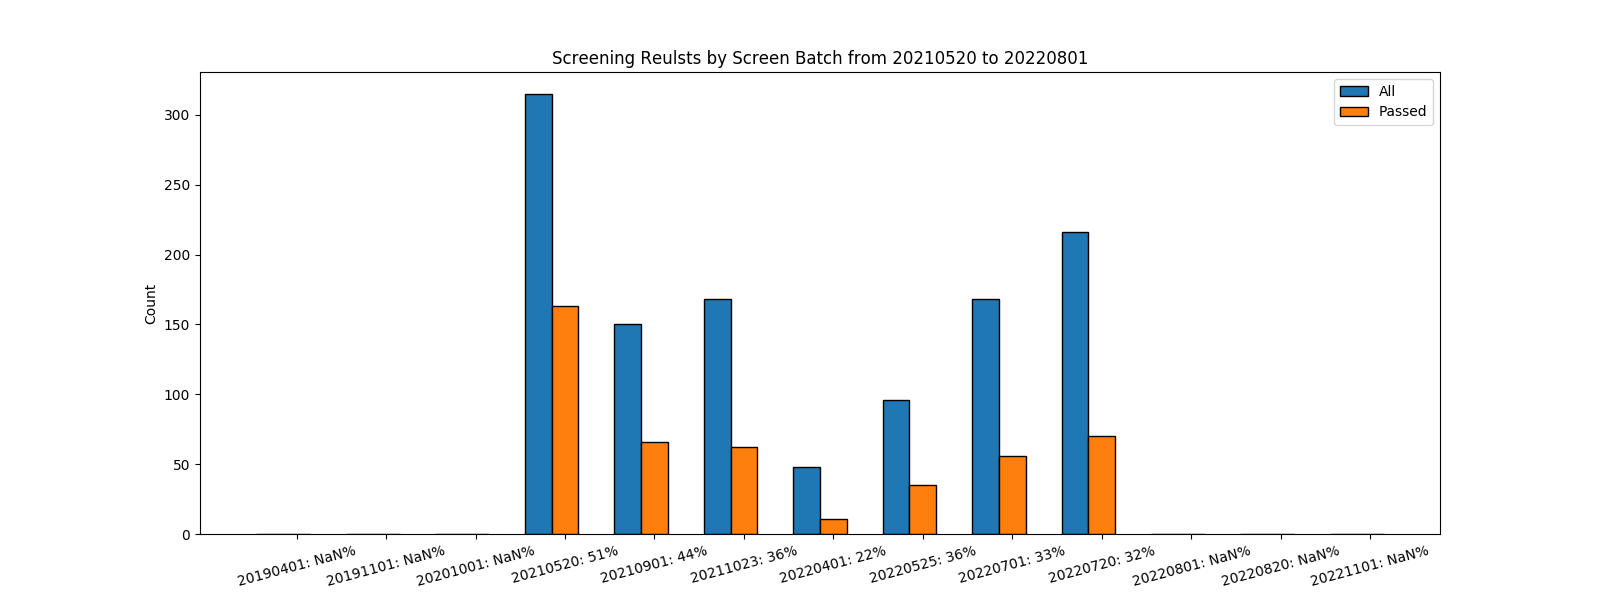 Screening Reulsts by Screen Batch from 20210520 to 20220801
All
Passed
Count
300
250
200
150
100
50
0
20190401: NaN%
20191101: NaN%
20201001: NaN%
20210520: 51%
20210901: 44%
20211023: 36%
20220401: 22%
20220525: 36%
20220701: 33%
20220720: 32%
20220801: NaN%
20220820: NaN%
20221101: NaN%